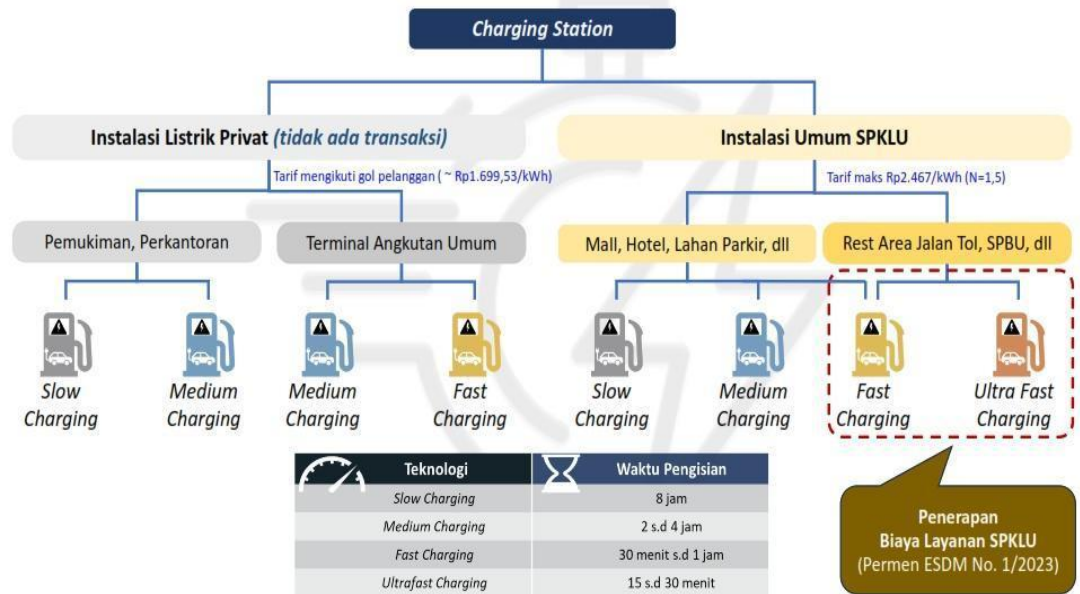 Charging Station
Instalasi Listrik Privat (tidak ada transaksi)
Instalasi Umum SPKLU
Tarif mengikuti gol pelanggan ( ~ Rp1.699,53/kWh)
Tarif maks Rp2.467/kWh (N=1,5)
Pemukiman, Perkantoran
Terminal Angkutan Umum
Mall, Hotel, Lahan Parkir, dll
Rest Area Jalan Tol, SPBU, dll
Slow
Charging
Medium
Charging
Medium
Charging
Fast
Charging
Slow
Charging
Medium
Charging
Fast
Charging
Ultra Fast
Charging
Teknologi
Waktu Pengisian
Slow Charging
8 jam
Medium Charging
2 s.d 4 jam
Fast Charging
30 menit s.d 1 jam
Ultrafast Charging
15 s.d 30 menit
Penerapan
Biaya Layanan SPKLU
(Permen ESDM No. 1/2023)